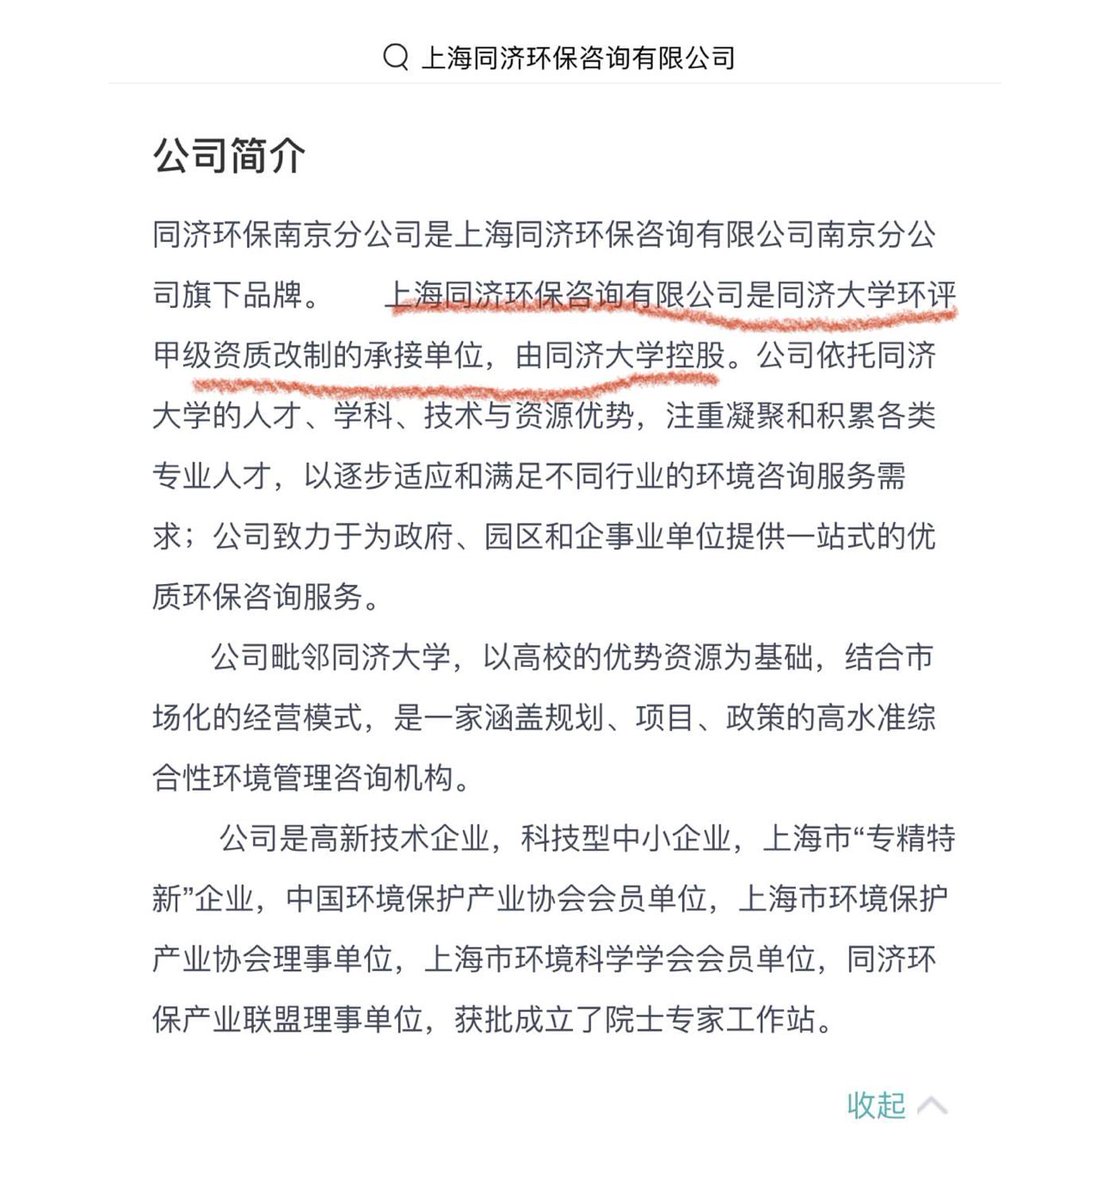 上海同济环保咨询有限公司
公司简介
同济环保南京分公司是上海同济环保咨询有限公司南京分公
司旗下品牌。 上海同济环保咨询有限公司是同济大学环评
甲级资质改制的承接单位，由同济大学控股。公司依托同济
大学的人才、学科、技术与资源优势，注重凝聚和积累各类
专业人才，以逐步适应和满足不同行业的环境咨询服务需
求；公司致力于为政府、园区和企事业单位提供一站式的优
质环保咨询服务。
公司毗邻同济大学，以高校的优势资源为基础，结合市
场化的经营模式，是一家涵盖规划、项目、政策的高水准综
合性环境管理咨询机构。
公司是高新技术企业，科技型中小企业，上海市“专精特
新”企业，中国环境保护产业协会会员单位，上海市环境保护
产业协会理事单位，上海市环境科学学会会员单位，同济环
保产业联盟理事单位，获批成立了院士专家工作站。
收起